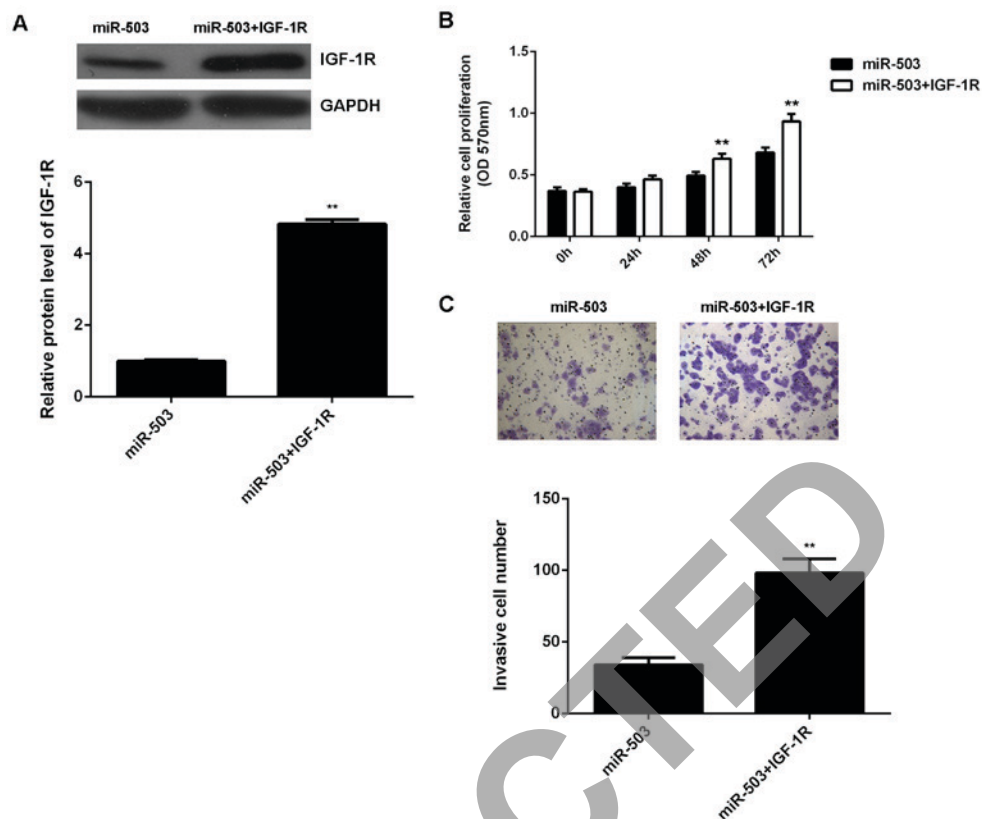 A
miR-503 miR-503+IGF-1R
IGF-1R
GAPDH
Relative protein level of IGF-1R
6
4
2
0
**
miR-503
miR-503+IGF-1R
B
Relative cell proliferation
(OD 570nm)
1.5
1.0
0.5
0.0
**
**
0h
24h
48h
72h
miR-503
miR-503+IGF-1R
C
miR-503 miR-503+IGF-1R
Invasive cell number
150
100
50
0
**
miR-503
miR-503+IGF-1R
CTED